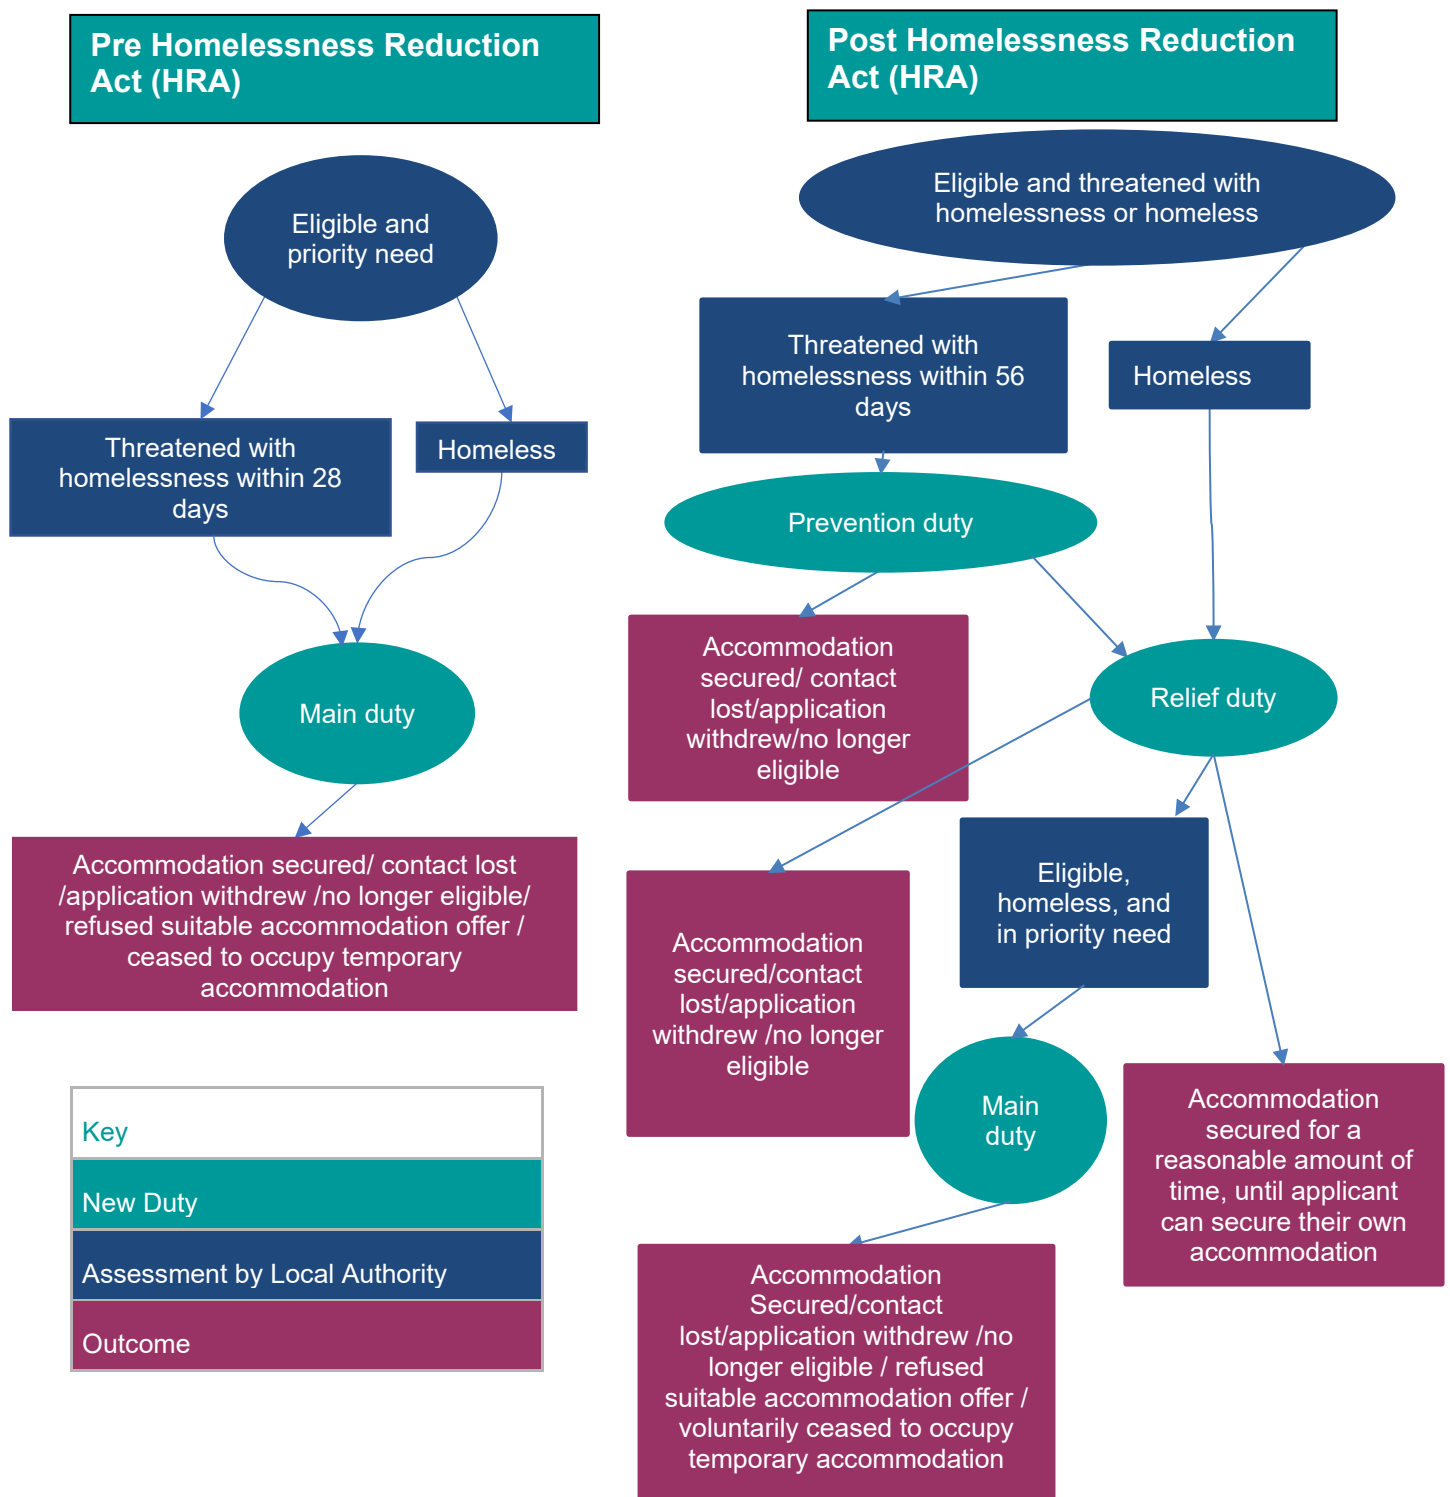 Pre Homelessness Reduction
Act (HRA)
Eligible and
priority need
Threatened with
homelessness within 28
days
Homeless
Main duty
Accommodation secured/ contact lost
/application withdrew /no longer eligible/
refused suitable accommodation offer /
ceased to occupy temporary
accommodation
Key
New Duty
Assessment by Local Authority
Outcome
Post Homelessness Reduction
Act (HRA)
Eligible and threatened with
homelessness or homeless
Threatened with
homelessness within 56
days
Homeless
Prevention duty
Accommodation
secured/ contact
lost/application
withdrew/no longer
eligible
Relief duty
Accommodation
secured/contact
lost/application
withdrew /no longer
eligible
Eligible,
homeless, and
in priority need
Main
duty
Accommodation
secured for a
reasonable amount of
time, until applicant
can secure their own
accommodation
Accommodation
Secured/contact
lost/application withdrew /no
longer eligible / refused
suitable accommodation offer /
voluntarily ceased to occupy
temporary accommodation